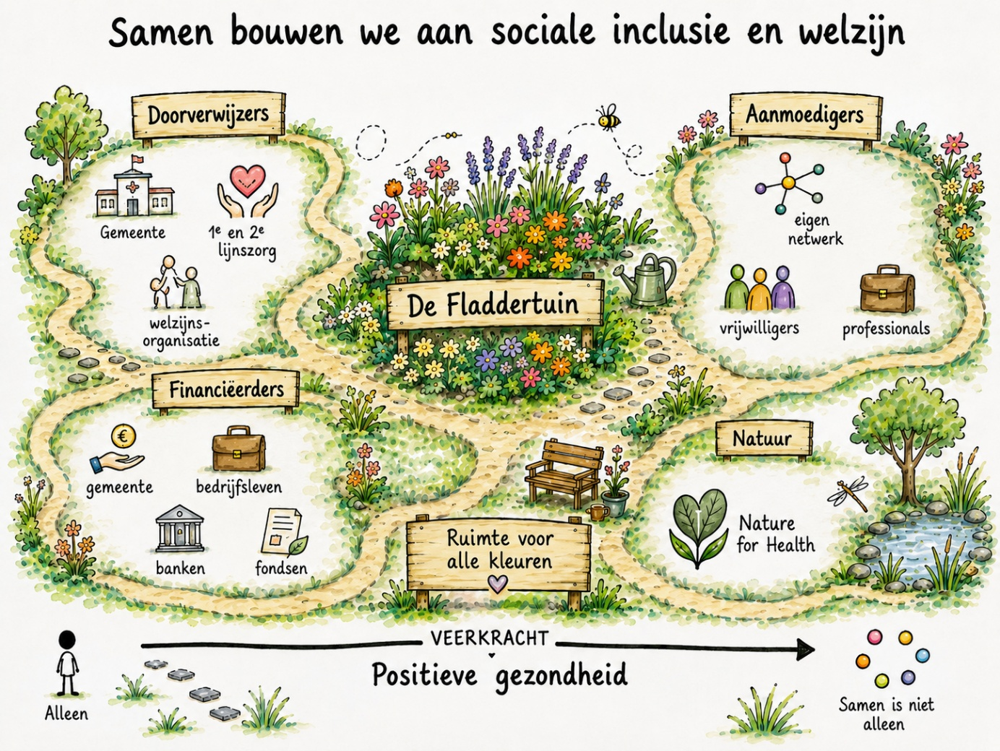 Samen bouwen we aan sociale inclusie en welzijn
Doorverwijzers
Gemeente
1e en 2e
lijnszorg
welzijns-
organisatie
De Fladdertuin
Aanmoedigers
eigen
netwerk
vrijwilligers
professionals
Financiëerders
€
gemeente
bedrijfsleven
banken
fondsen
Ruimte voor
alle kleuren
Natuur
Nature
for Health
VEERKRACHT
Positieve gezondheid
Alleen
Samen is niet
alleen